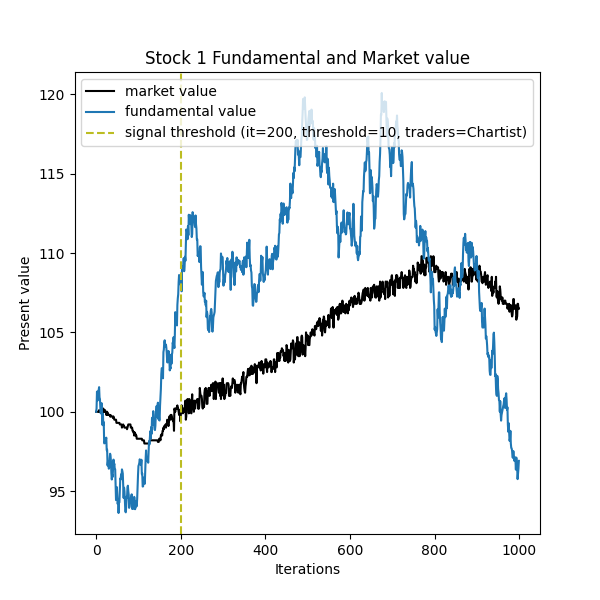 Stock 1 Fundamental and Market value
market value
fundamental value
signal threshold (it=200, threshold=10, traders=Chartist)
120
115
110
105
100
95
Present value
0 200 400 600 800 1000
Iterations